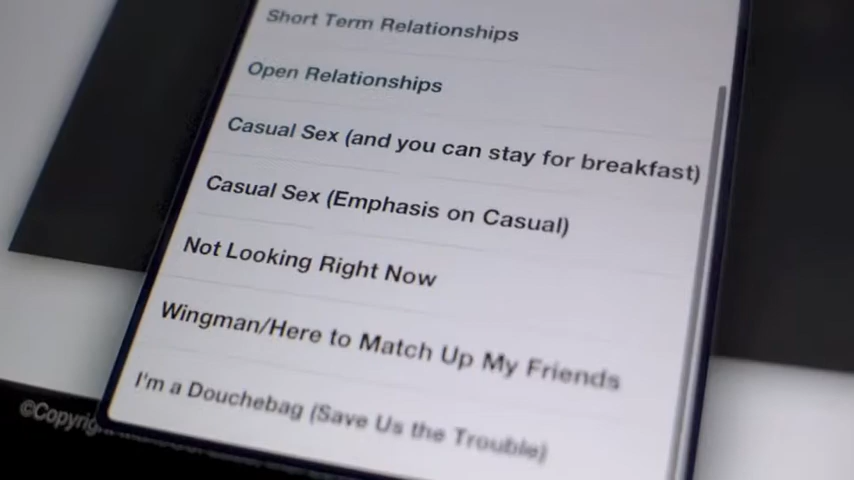 Short Term Relationships
Open Relationships
Casual Sex (and you can stay for breakfast)
Casual Sex (Emphasis on Casual)
Not Looking Right Now
Wingman/Here to Match Up My Friends
I'm a Douchebag (Save Us the Trouble)